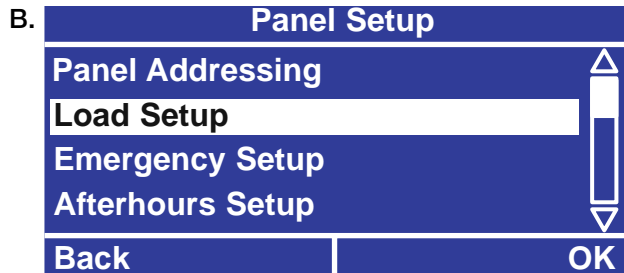 B. Panel Setup
Panel Addressing
Load Setup
Emergency Setup
Afterhours Setup
Back OK